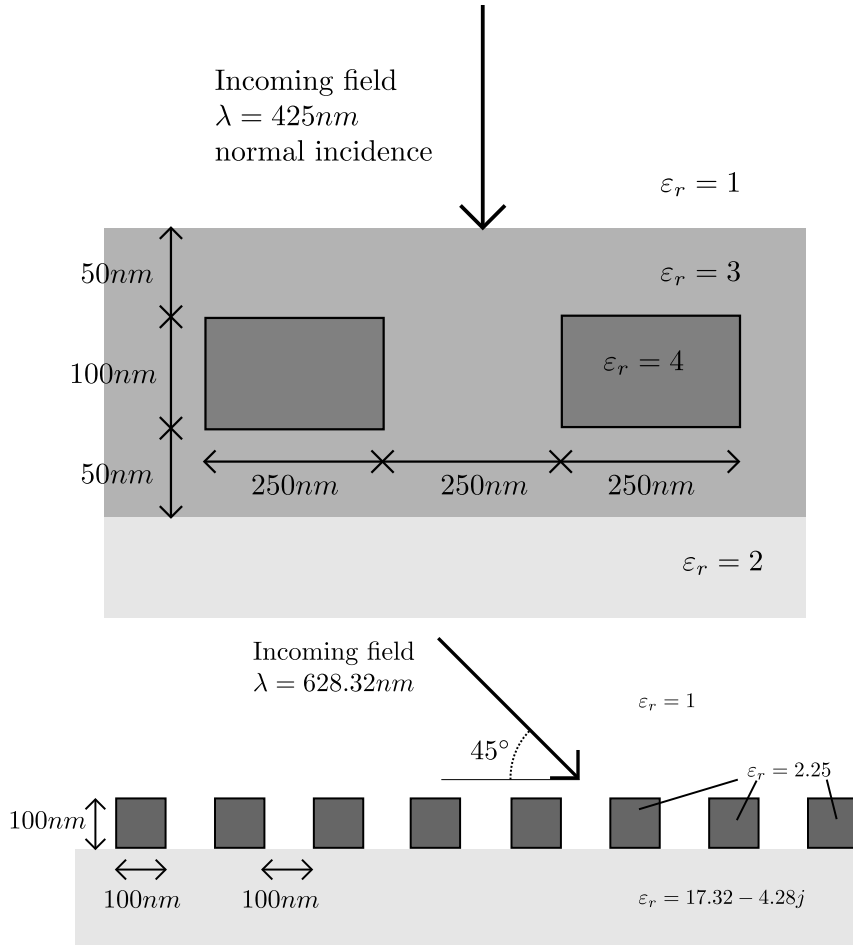 Incoming field
λ = 425nm
normal incidence
ε_r = 1
50nm
ε_r = 3
100nm
ε_r = 4
50nm
250nm
250nm
250nm
ε_r = 2
Incoming field
λ = 628.32nm
ε_r = 1
45°
ε_r = 2.25
100nm
100nm
100nm
ε_r = 17.32 − 4.28j